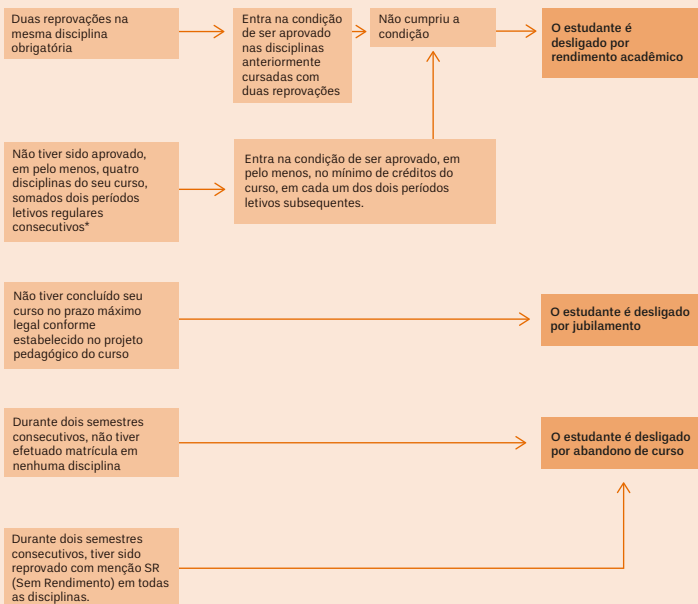 Duas reprovações na
mesma disciplina
obrigatória
Entra na condição
de ser aprovado
nas disciplinas
anteriormente
cursadas com
duas reprovações
Não cumpriu a
condição
O estudante é
desligado por
rendimento acadêmico
Não tiver sido aprovado,
em pelo menos, quatro
disciplinas do seu curso,
somados dois períodos
letivos regulares
consecutivos*
Entra na condição de ser aprovado, em
pelo menos, no mínimo de créditos do
curso, em cada um dos dois períodos
letivos subsequentes.
Não tiver concluído seu
curso no prazo máximo
legal conforme
estabelecido no projeto
pedagógico do curso
O estudante é desligado
por jubilamento
Durante dois semestres
consecutivos, não tiver
efetuado matrícula em
nenhuma disciplina
O estudante é desligado
por abandono de curso
Durante dois semestres
consecutivos, tiver sido
reprovado com menção SR
(Sem Rendimento) em todas
as disciplinas.